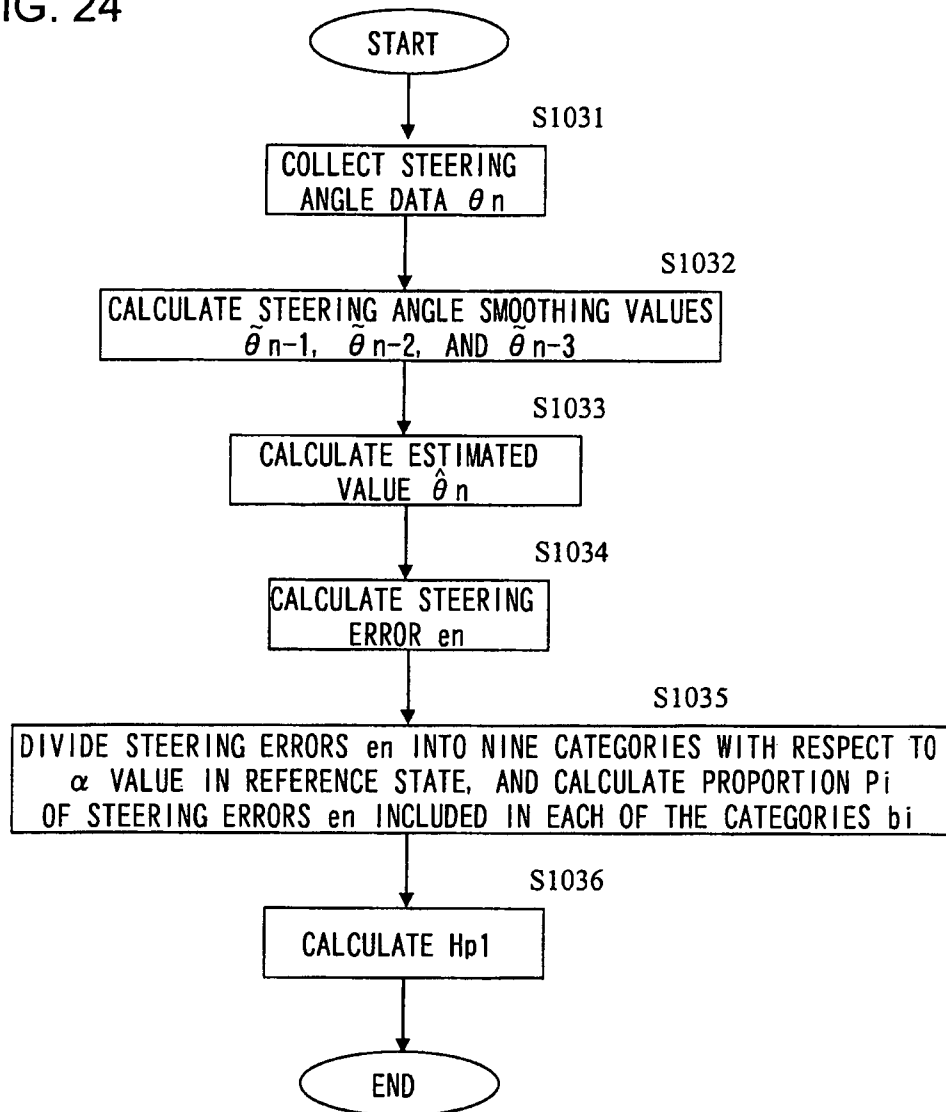 IG. 24
START
S1031
COLLECT STEERING
ANGLE DATA θn
S1032
CALCULATE STEERING ANGLE SMOOTHING VALUES
θ̃n-1, θ̃n-2, AND θ̃n-3
S1033
CALCULATE ESTIMATED
VALUE θ̂n
S1034
CALCULATE STEERING
ERROR en
S1035
DIVIDE STEERING ERRORS en INTO NINE CATEGORIES WITH RESPECT TO
α VALUE IN REFERENCE STATE, AND CALCULATE PROPORTION Pi
OF STEERING ERRORS en INCLUDED IN EACH OF THE CATEGORIES bi
S1036
CALCULATE Hp1
END